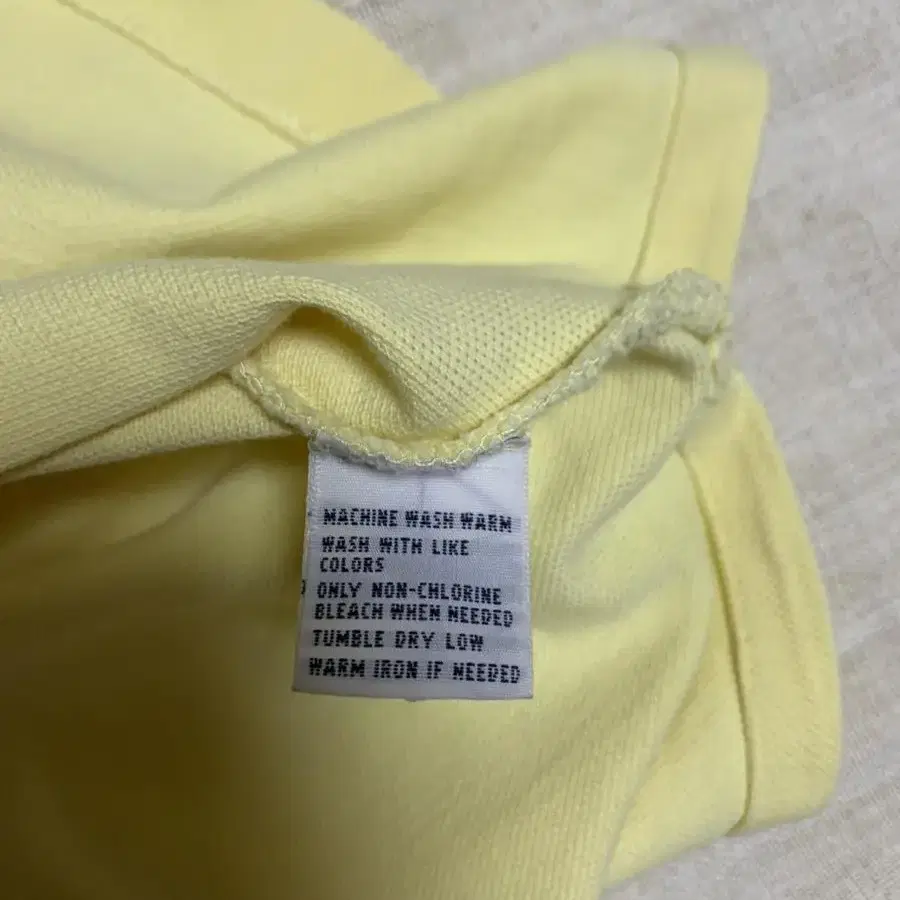 MACHINE WASH WARM
WASH WITH LIKE
COLORS
ONLY NON-CHLORINE
BLEACH WHEN NEEDED
TUMBLE DRY LOW
WARM IRON IF NEEDED